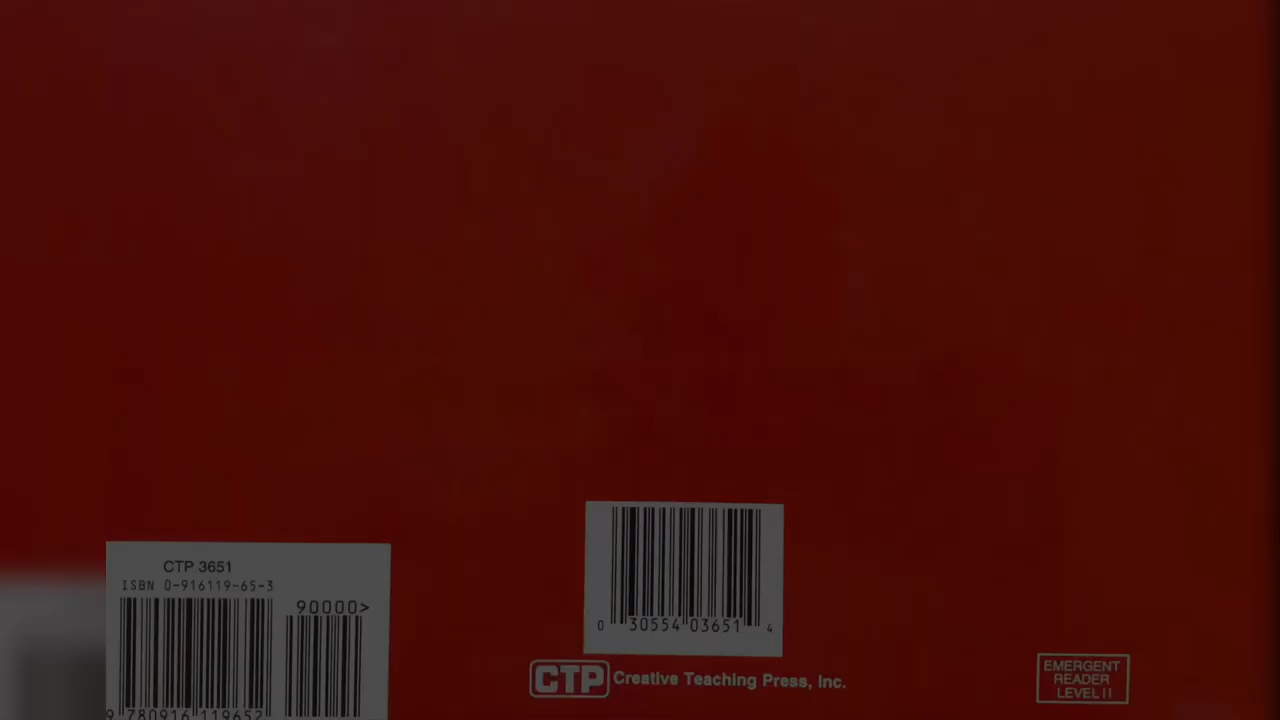 CTP 3651
ISBN 0-916119-65-3
90000>
9 780916 119652
0 30554 03651 4
CTP Creative Teaching Press, Inc.
EMERGENT
READER
LEVEL II